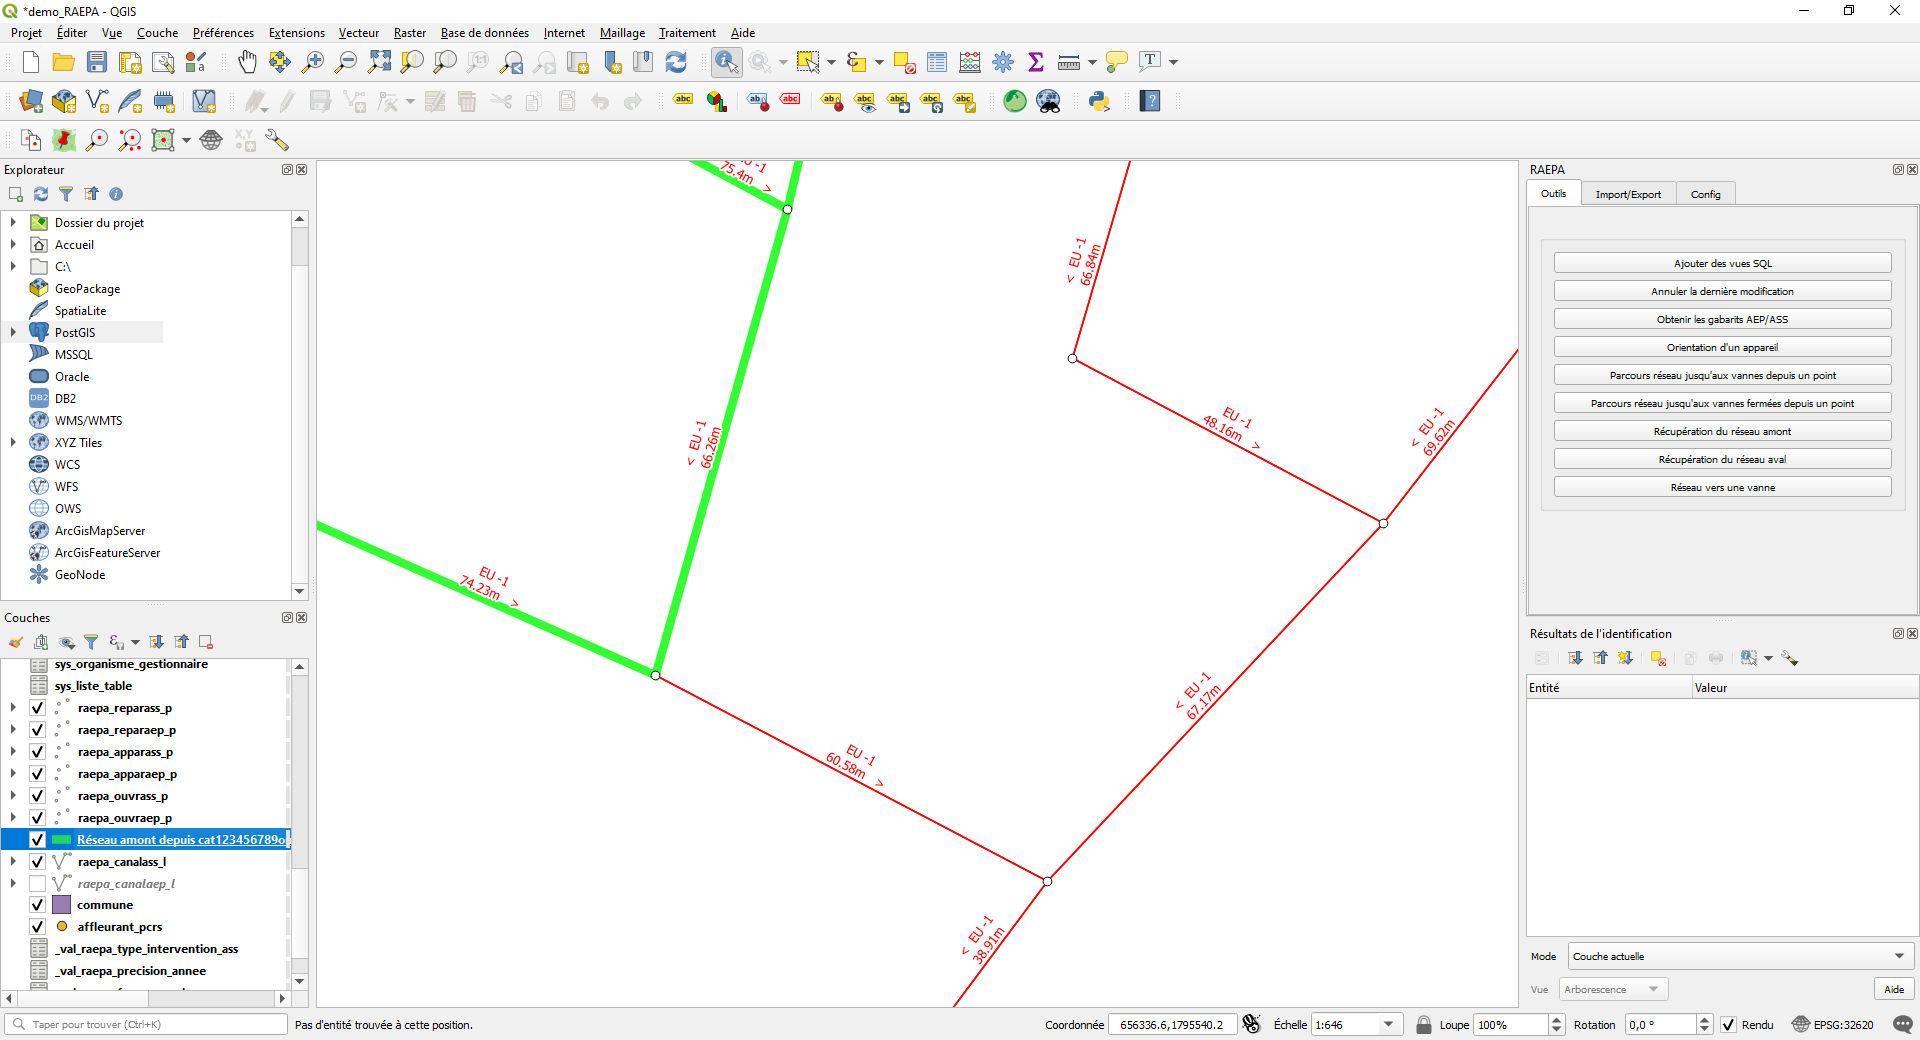 *demo_RAEPA - QGIS
Projet Éditer Vue Couche Préférences Extensions Vecteur Raster Base de données Internet Maillage Traitement Aide
Explorateur
Dossier du projet
Accueil
C:\
GeoPackage
SpatiaLite
PostGIS
MSSQL
Oracle
DB2
WMS/WMTS
XYZ Tiles
WCS
WFS
OWS
ArcGisMapServer
ArcGisFeatureServer
GeoNode
Couches
sys_organisme_gestionnaire
sys_liste_table
raepa_reparass_p
raepa_reparaep_p
raepa_apparass_p
raepa_apparaep_p
raepa_ouvrass_p
raepa_ouvraep_p
Réseau amont depuis cat123456789o
raepa_canalass_l
raepa_canalaep_l
commune
affleurant_pcrs
_val_raepa_type_intervention_ass
_val_raepa_precision_annee
75.4m >
< EU -1
66.84m
< EU -1
66.26m
EU -1
48.16m >
< EU -1
69.62m
EU -1
74.23m >
< EU -1
67.17m
EU -1
60.58m >
< EU -1
38.91m
RAEPA
Outils Import/Export Config
Ajouter des vues SQL
Annuler la dernière modification
Obtenir les gabarits AEP/ASS
Orientation d'un appareil
Parcours réseau jusqu'aux vannes depuis un point
Parcours réseau jusqu'aux vannes fermées depuis un point
Récupération du réseau amont
Récupération du réseau aval
Réseau vers une vanne
Résultats de l'identification
Entité Valeur
Mode Couche actuelle
Vue Arborescence Aide
Taper pour trouver (Ctrl+K) Pas d'entité trouvée à cette position. Coordonnée 656336.6,1795540.2 Échelle 1:646 Loupe 100% Rotation 0,0 ° Rendu EPSG:32620